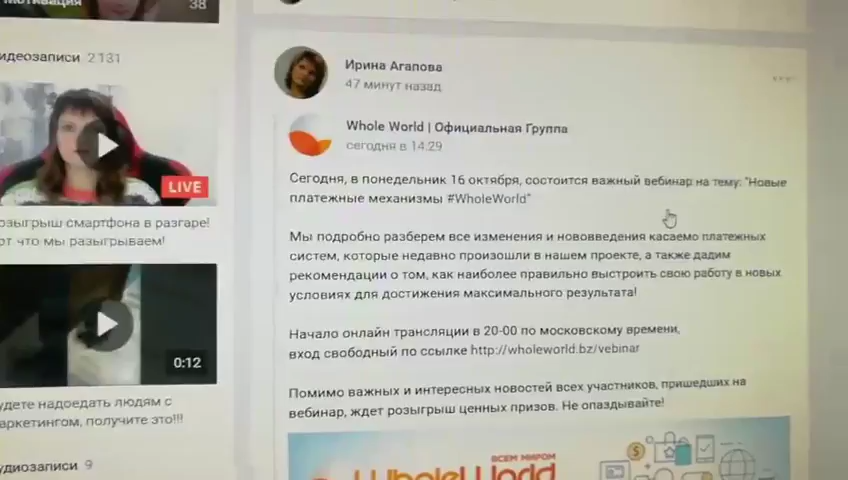 Мотивация
38
идеозаписи 2 131
LIVE
озыгрыш смартфона в разгаре!
от что мы разыгрываем!
0:12
удете надоедать людям с
аркетингом, получите это!!!
удиозаписи 9
Ирина Агапова
47 минут назад
Whole World | Официальная Группа
сегодня в 14:29
Сегодня, в понедельник 16 октября, состоится важный вебинар на тему: "Новые
платежные механизмы #WholeWorld"
Мы подробно разберем все изменения и нововведения касаемо платежных
систем, которые недавно произошли в нашем проекте, а также дадим
рекомендации о том, как наиболее правильно выстроить свою работу в новых
условиях для достижения максимального результата!
Начало онлайн трансляции в 20-00 по московскому времени,
вход свободный по ссылке http://wholeworld.bz/vebinar
Помимо важных и интересных новостей всех участников, пришедших на
вебинар, ждет розыгрыш ценных призов. Не опаздывайте!
ВСЕМ МИРОМ
WholeWorld